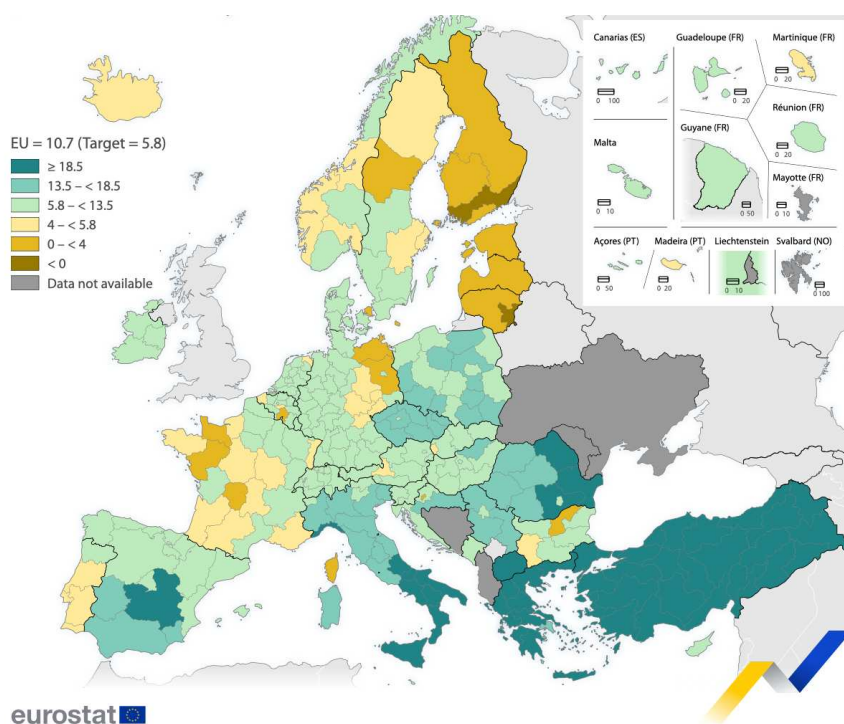 EU = 10.7 (Target = 5.8)
≥ 18.5
13.5 – < 18.5
5.8 – < 13.5
4 – < 5.8
0 – < 4
< 0
Data not available
Canarias (ES)
0 100
Guadeloupe (FR)
0 20
Martinique (FR)
0 20
Réunion (FR)
0 20
Malta
0 10
Guyane (FR)
0 50
Mayotte (FR)
0 10
Açores (PT)
0 50
Madeira (PT)
0 20
Liechtenstein
0 10
Svalbard (NO)
0 100
eurostat